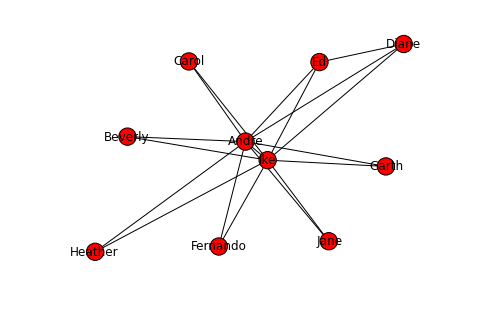 Diane
Carol
Ed
Beverly
Andre
Ike
Garth
Jane
Fernando
Heather